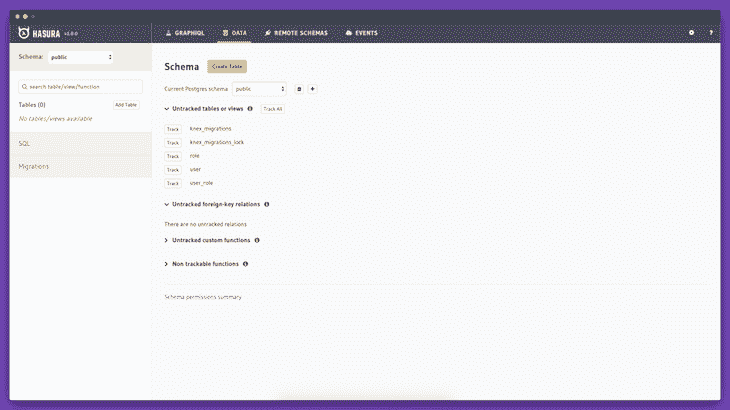 HASURA v1.0.0
GRAPHIQL
DATA
REMOTE SCHEMAS
EVENTS
?
Schema: public
search table/view/function
Tables (0)
Add Table
No tables/views available
SQL
Migrations
Schema
Create Table
Current Postgres schema
public
Untracked tables or views
Track All
Track knex_migrations
Track knex_migrations_lock
Track role
Track user
Track user_role
Untracked foreign-key relations
There are no untracked relations
Untracked custom functions
Non trackable functions
Schema permissions summary